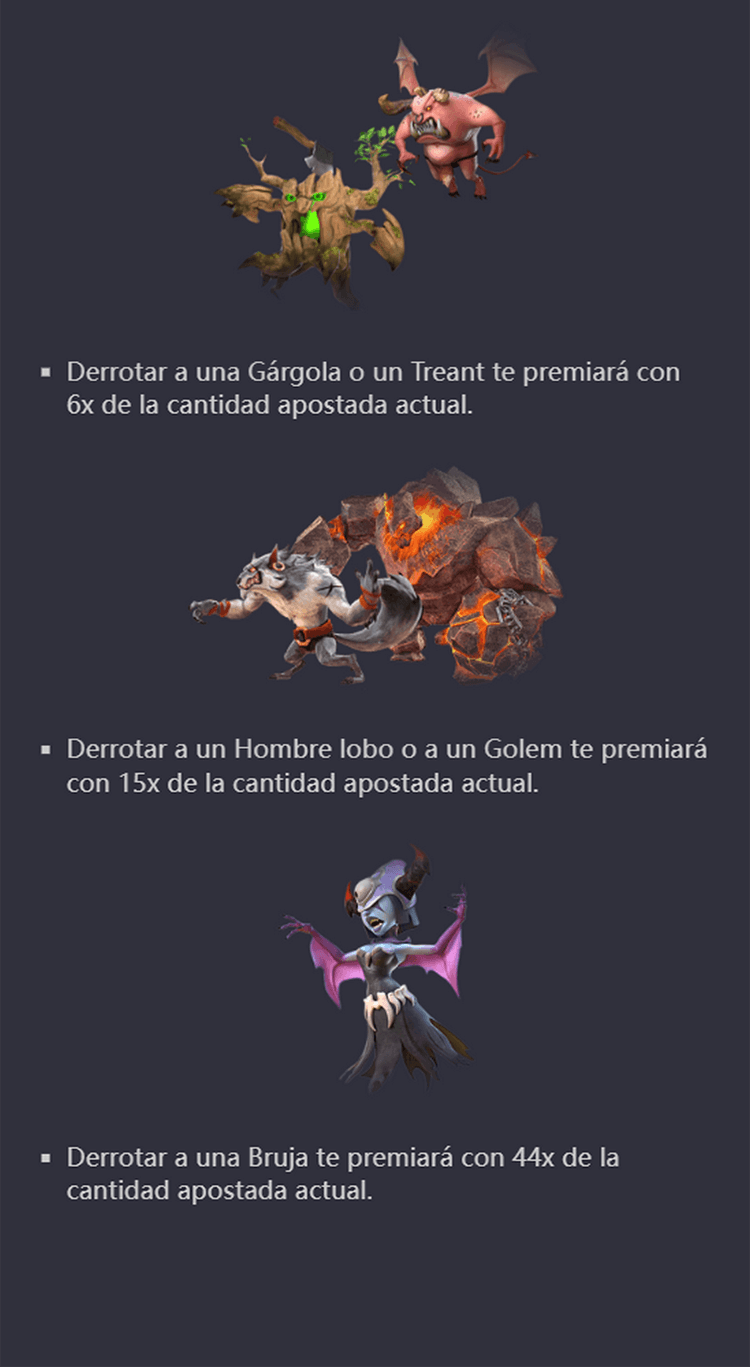 ▪ Derrotar a una Gárgola o un Treant te premiará con
6x de la cantidad apostada actual.
▪ Derrotar a un Hombre lobo o a un Golem te premiará
con 15x de la cantidad apostada actual.
▪ Derrotar a una Bruja te premiará con 44x de la
cantidad apostada actual.